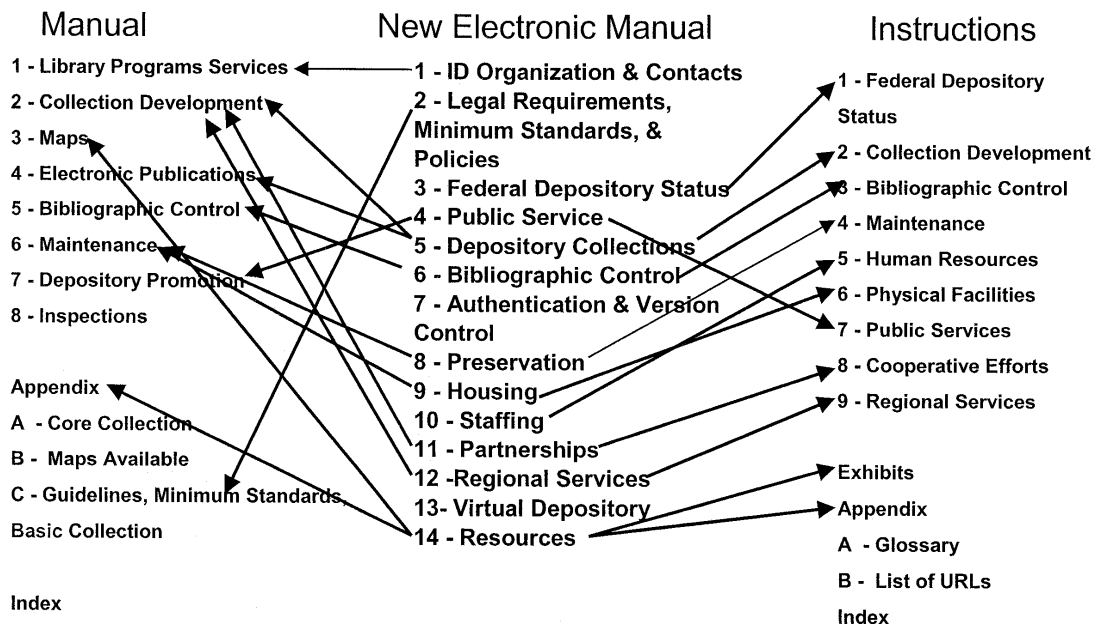 Manual
1 - Library Programs Services
2 - Collection Development
3 - Maps
4 - Electronic Publications
5 - Bibliographic Control
6 - Maintenance
7 - Depository Promotion
8 - Inspections
Appendix
A - Core Collection
B - Maps Available
C - Guidelines, Minimum Standards,
Basic Collection
Index
New Electronic Manual
1 - ID Organization & Contacts
2 - Legal Requirements,
Minimum Standards, &
Policies
3 - Federal Depository Status
4 - Public Service
5 - Depository Collections
6 - Bibliographic Control
7 - Authentication & Version
Control
8 - Preservation
9 - Housing
10 - Staffing
11 - Partnerships
12 -Regional Services
13- Virtual Depository
14 - Resources
Instructions
1 - Federal Depository
Status
2 - Collection Development
3 - Bibliographic Control
4 - Maintenance
5 - Human Resources
6 - Physical Facilities
7 - Public Services
8 - Cooperative Efforts
9 - Regional Services
Exhibits
Appendix
A - Glossary
B - List of URLs
Index